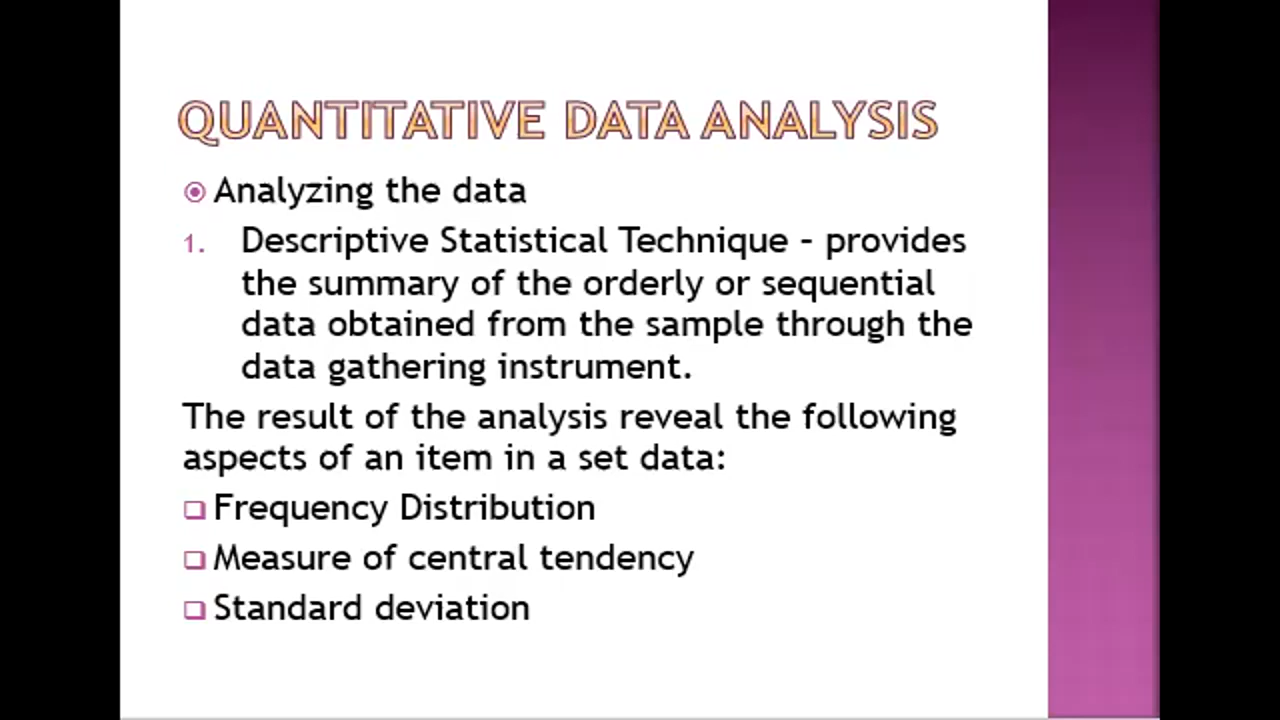 QUANTITATIVE DATA ANALYSIS
Analyzing the data
1. Descriptive Statistical Technique – provides
the summary of the orderly or sequential
data obtained from the sample through the
data gathering instrument.
The result of the analysis reveal the following
aspects of an item in a set data:
Frequency Distribution
Measure of central tendency
Standard deviation